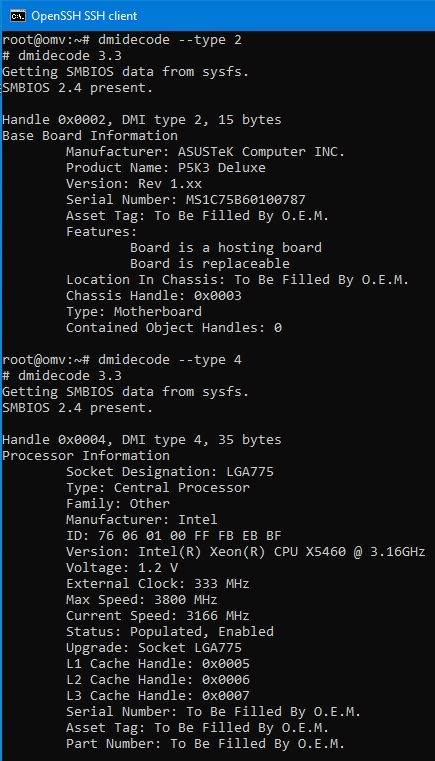 OpenSSH SSH client
root@omv:~# dmidecode --type 2
# dmidecode 3.3
Getting SMBIOS data from sysfs.
SMBIOS 2.4 present.

Handle 0x0002, DMI type 2, 15 bytes
Base Board Information
        Manufacturer: ASUSTeK Computer INC.
        Product Name: P5K3 Deluxe
        Version: Rev 1.xx
        Serial Number: MS1C75B60100787
        Asset Tag: To Be Filled By O.E.M.
        Features:
                Board is a hosting board
                Board is replaceable
        Location In Chassis: To Be Filled By O.E.M.
        Chassis Handle: 0x0003
        Type: Motherboard
        Contained Object Handles: 0

root@omv:~# dmidecode --type 4
# dmidecode 3.3
Getting SMBIOS data from sysfs.
SMBIOS 2.4 present.

Handle 0x0004, DMI type 4, 35 bytes
Processor Information
        Socket Designation: LGA775
        Type: Central Processor
        Family: Other
        Manufacturer: Intel
        ID: 76 06 01 00 FF FB EB BF
        Version: Intel(R) Xeon(R) CPU X5460 @ 3.16GHz
        Voltage: 1.2 V
        External Clock: 333 MHz
        Max Speed: 3800 MHz
        Current Speed: 3166 MHz
        Status: Populated, Enabled
        Upgrade: Socket LGA775
        L1 Cache Handle: 0x0005
        L2 Cache Handle: 0x0006
        L3 Cache Handle: 0x0007
        Serial Number: To Be Filled By O.E.M.
        Asset Tag: To Be Filled By O.E.M.
        Part Number: To Be Filled By O.E.M.